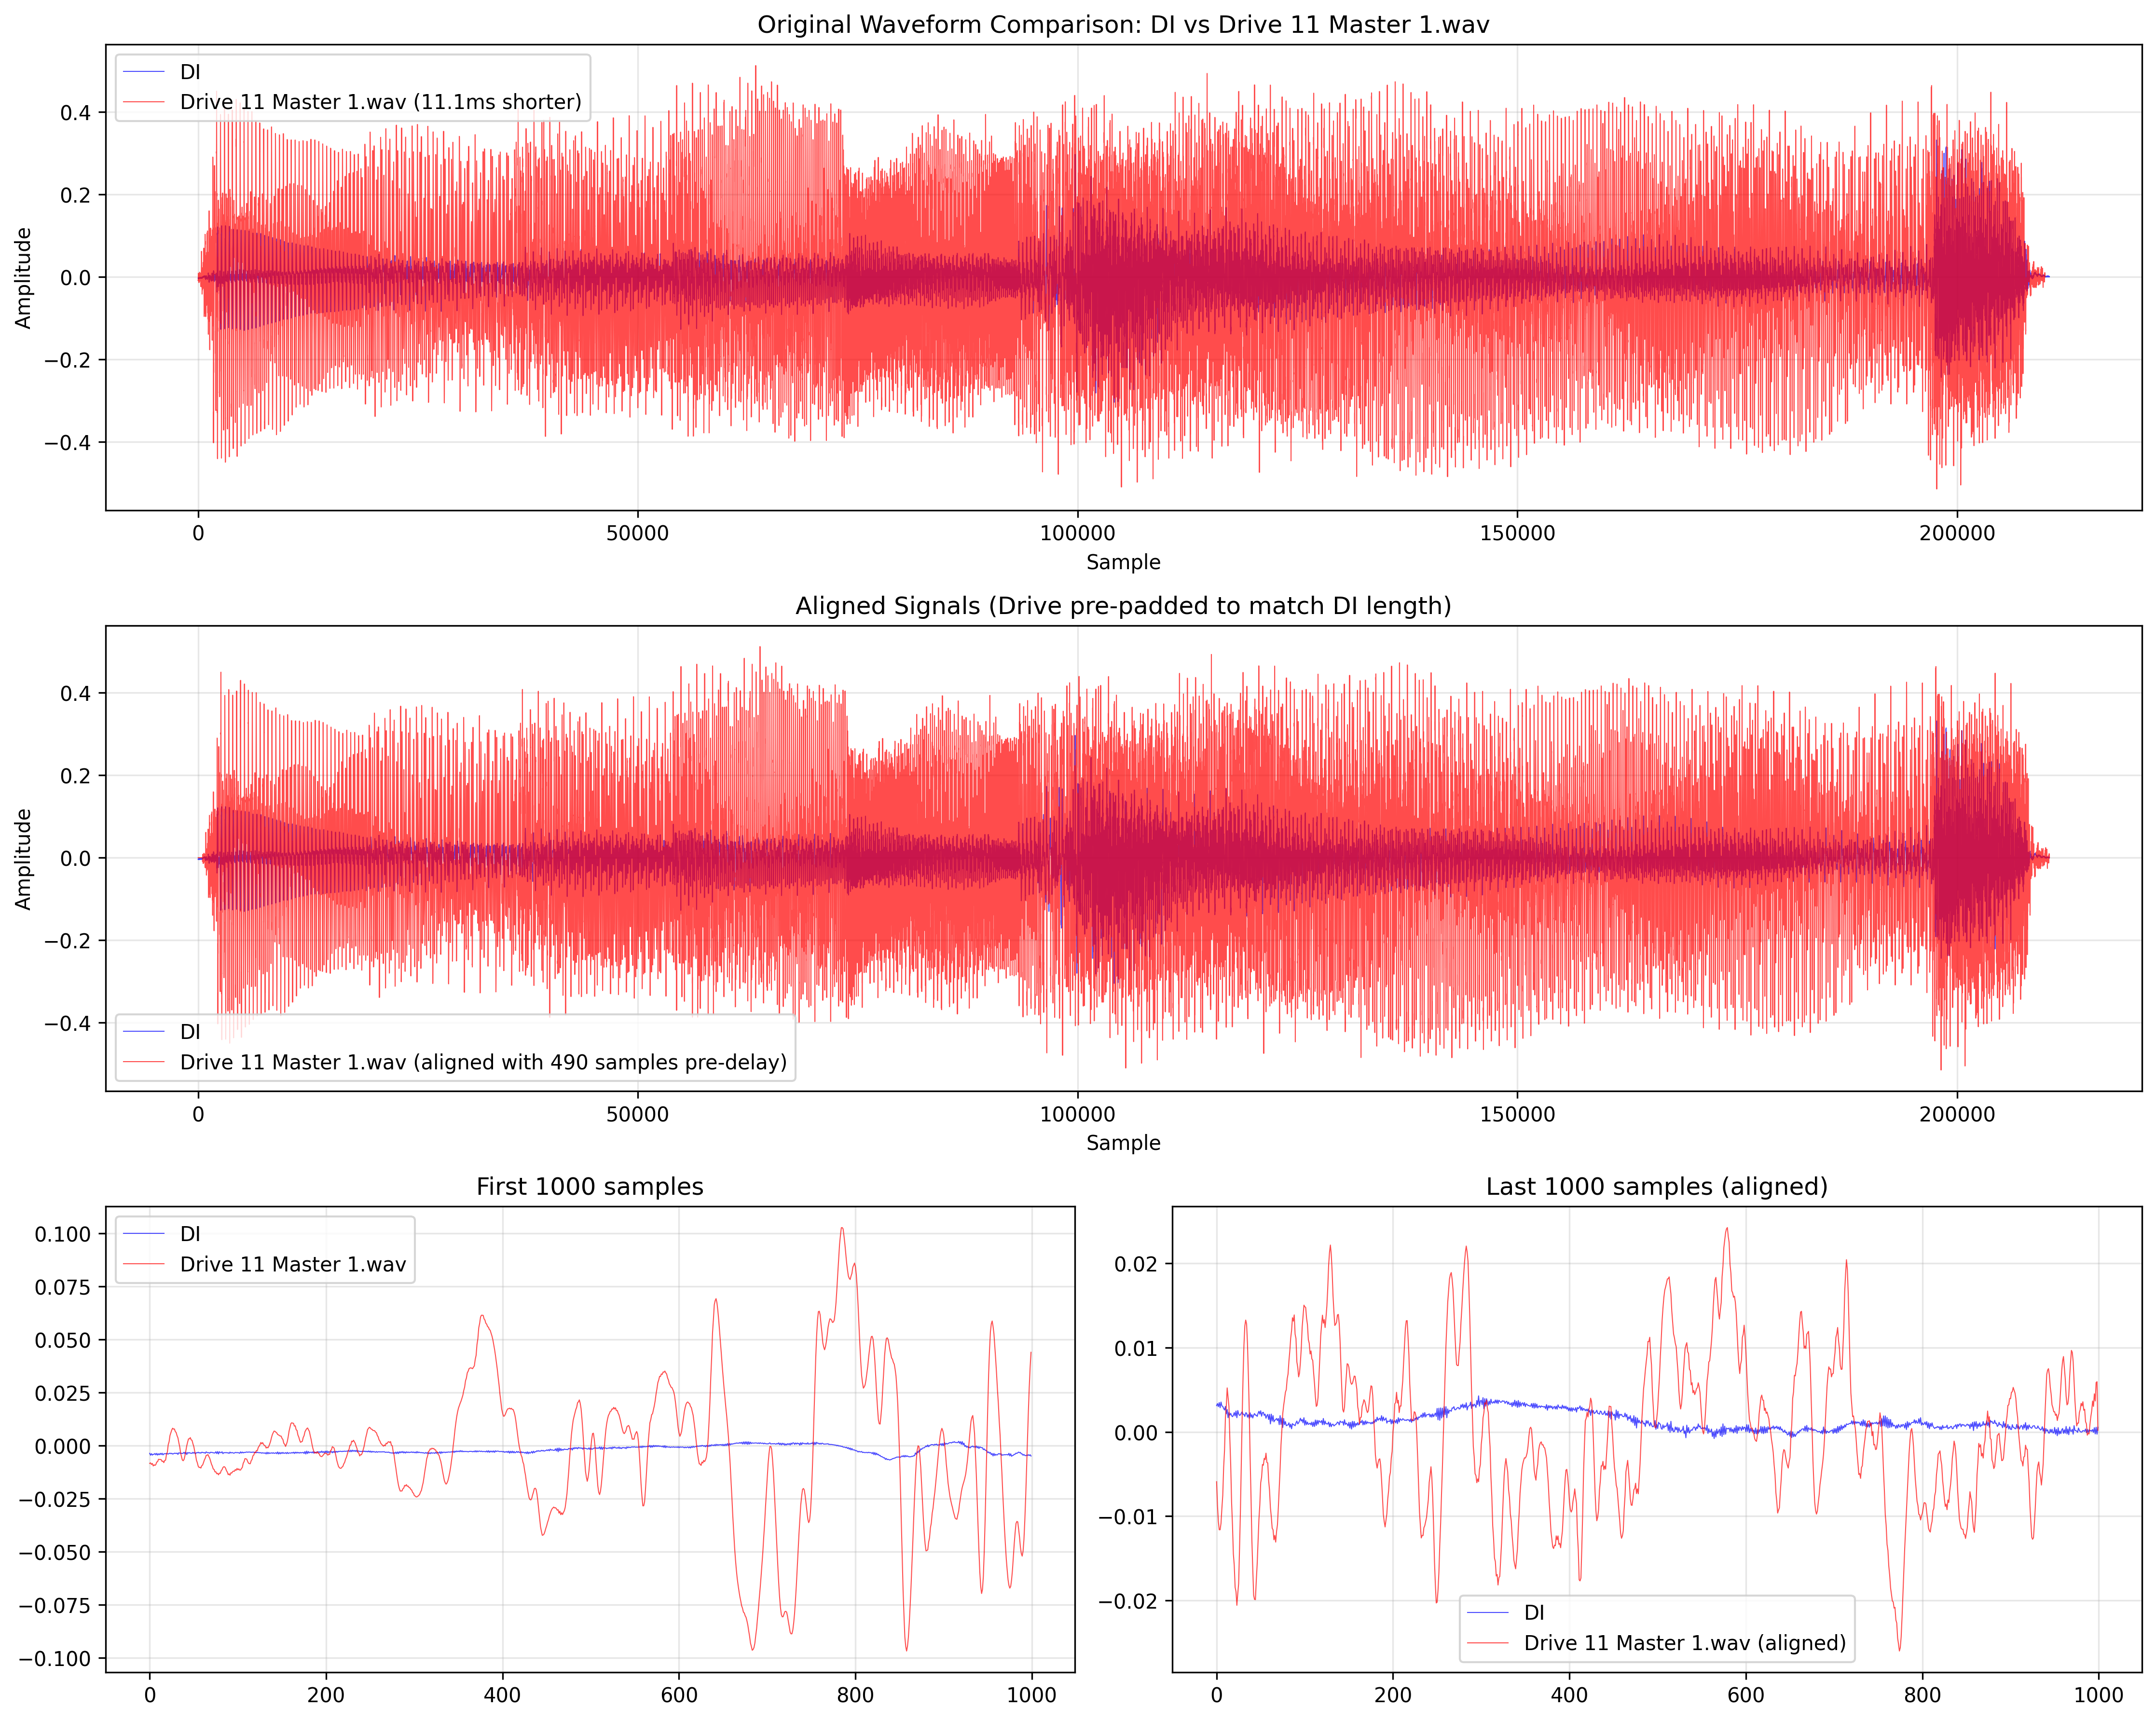 Original Waveform Comparison: DI vs Drive 11 Master 1.wav
DI
Drive 11 Master 1.wav (11.1ms shorter)
Amplitude
0.4
0.2
0.0
−0.2
−0.4
0
50000
100000
150000
200000
Sample
Aligned Signals (Drive pre-padded to match DI length)
Amplitude
0.4
0.2
0.0
−0.2
−0.4
DI
Drive 11 Master 1.wav (aligned with 490 samples pre-delay)
0
50000
100000
150000
200000
Sample
First 1000 samples
DI
Drive 11 Master 1.wav
0.100
0.075
0.050
0.025
0.000
−0.025
−0.050
−0.075
−0.100
0
200
400
600
800
1000
Last 1000 samples (aligned)
0.02
0.01
0.00
−0.01
−0.02
DI
Drive 11 Master 1.wav (aligned)
0
200
400
600
800
1000